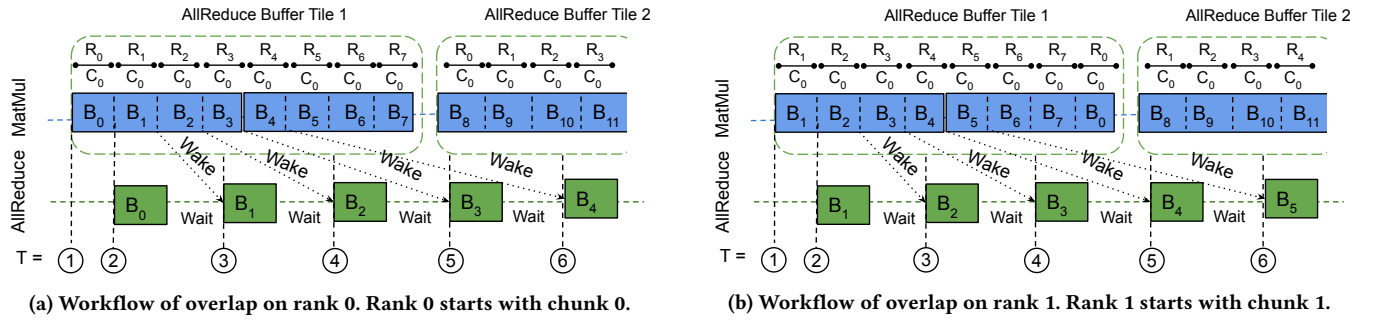 AllReduce Buffer Tile 1 AllReduce Buffer Tile 2
R₀ R₁ R₂ R₃ R₄ R₅ R₆ R₇ R₀ R₁ R₂ R₃
C₀ C₀ C₀ C₀ C₀ C₀ C₀ C₀ C₀ C₀ C₀ C₀
MatMul
B₀ B₁ B₂ B₃ B₄ B₅ B₆ B₇ B₈ B₉ B₁₀ B₁₁
Wake Wake Wake Wake
AllReduce
B₀ Wait B₁ Wait B₂ Wait B₃ Wait B₄
T = 1 2 3 4 5 6
(a) Workflow of overlap on rank 0. Rank 0 starts with chunk 0.
AllReduce Buffer Tile 1 AllReduce Buffer Tile 2
R₁ R₂ R₃ R₄ R₅ R₆ R₇ R₀ R₁ R₂ R₃ R₄
C₀ C₀ C₀ C₀ C₀ C₀ C₀ C₀ C₀ C₀ C₀ C₀
MatMul
B₁ B₂ B₃ B₄ B₅ B₆ B₇ B₀ B₈ B₉ B₁₀ B₁₁
Wake Wake Wake Wake
AllReduce
B₁ Wait B₂ Wait B₃ Wait B₄ Wait B₅
T = 1 2 3 4 5 6
(b) Workflow of overlap on rank 1. Rank 1 starts with chunk 1.